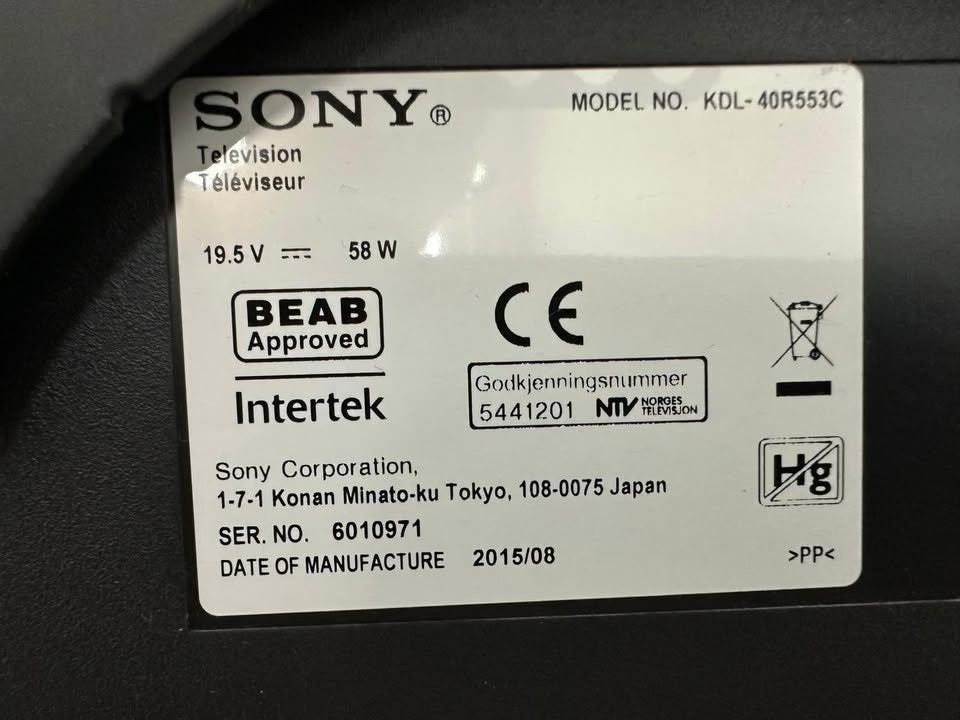 SONY®
MODEL NO. KDL-40R553C
Television
Téléviseur
19.5 V ⎓ 58 W
BEAB
Approved
Intertek
CE
Godkjenningsnummer
5441201 NTV NORGES TELEVISJON
Hg
Sony Corporation,
1-7-1 Konan Minato-ku Tokyo, 108-0075 Japan
SER. NO. 6010971
DATE OF MANUFACTURE 2015/08
>PP<